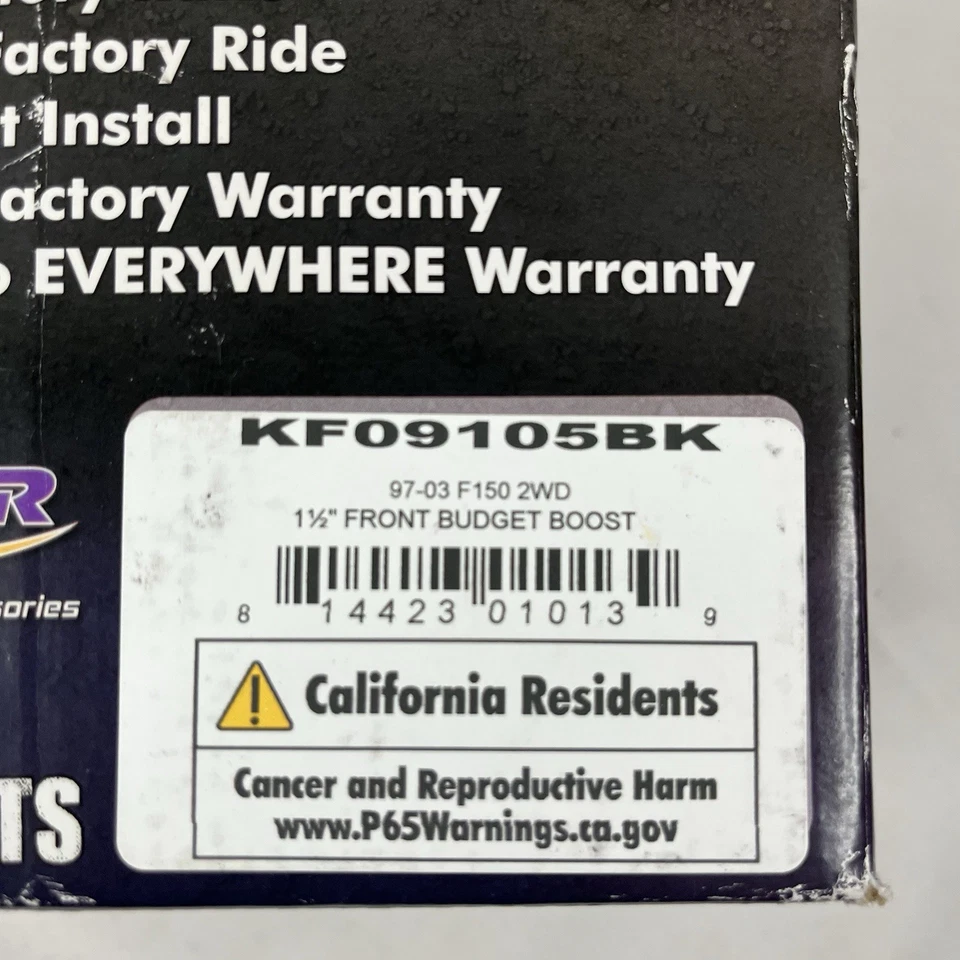 Factory Ride
t Install
actory Warranty
o EVERYWHERE Warranty
KF09105BK
97-03 F150 2WD
1½" FRONT BUDGET BOOST
8 14423 01013 9
R
sories
California Residents
Cancer and Reproductive Harm
www.P65Warnings.ca.gov
TS